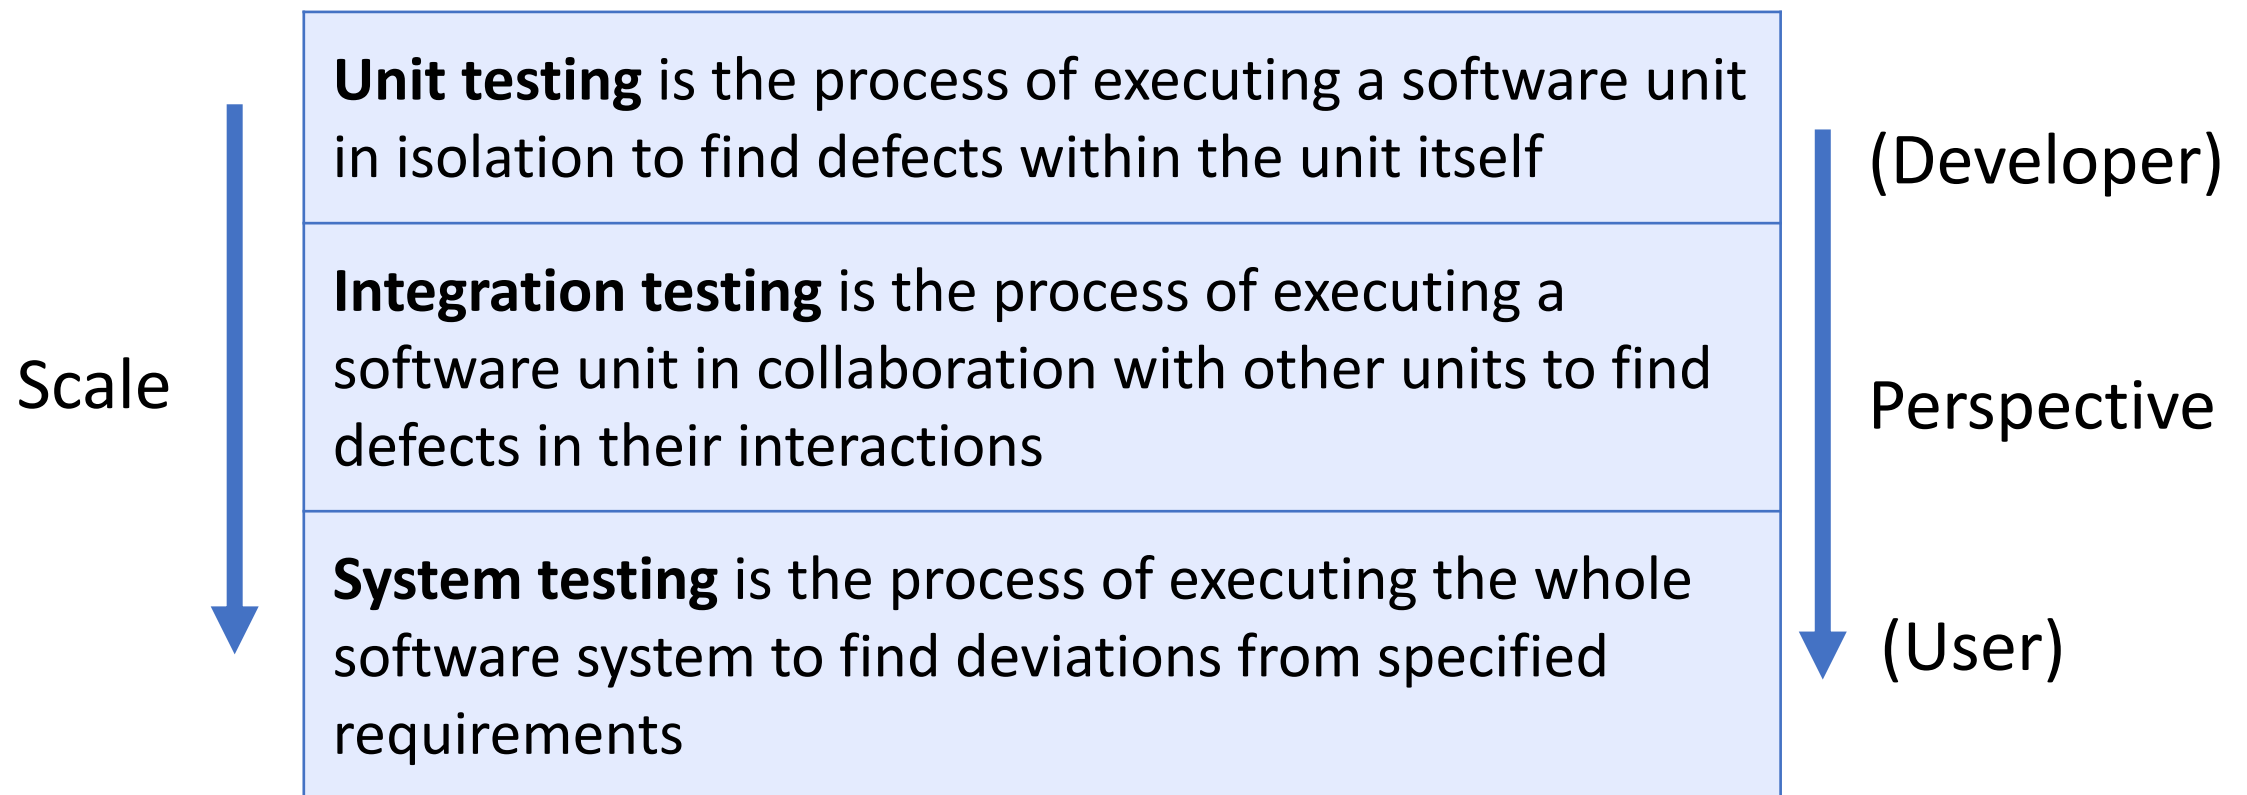 Unit testing is the process of executing a software unit
in isolation to find defects within the unit itself
(Developer)
Integration testing is the process of executing a
software unit in collaboration with other units to find
defects in their interactions
Scale
Perspective
System testing is the process of executing the whole
software system to find deviations from specified
requirements
(User)